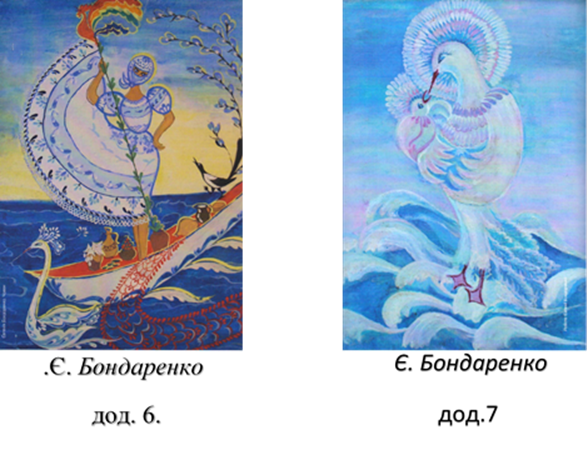 .Є. Бондаренко
дод. 6.
Є. Бондаренко
дод.7